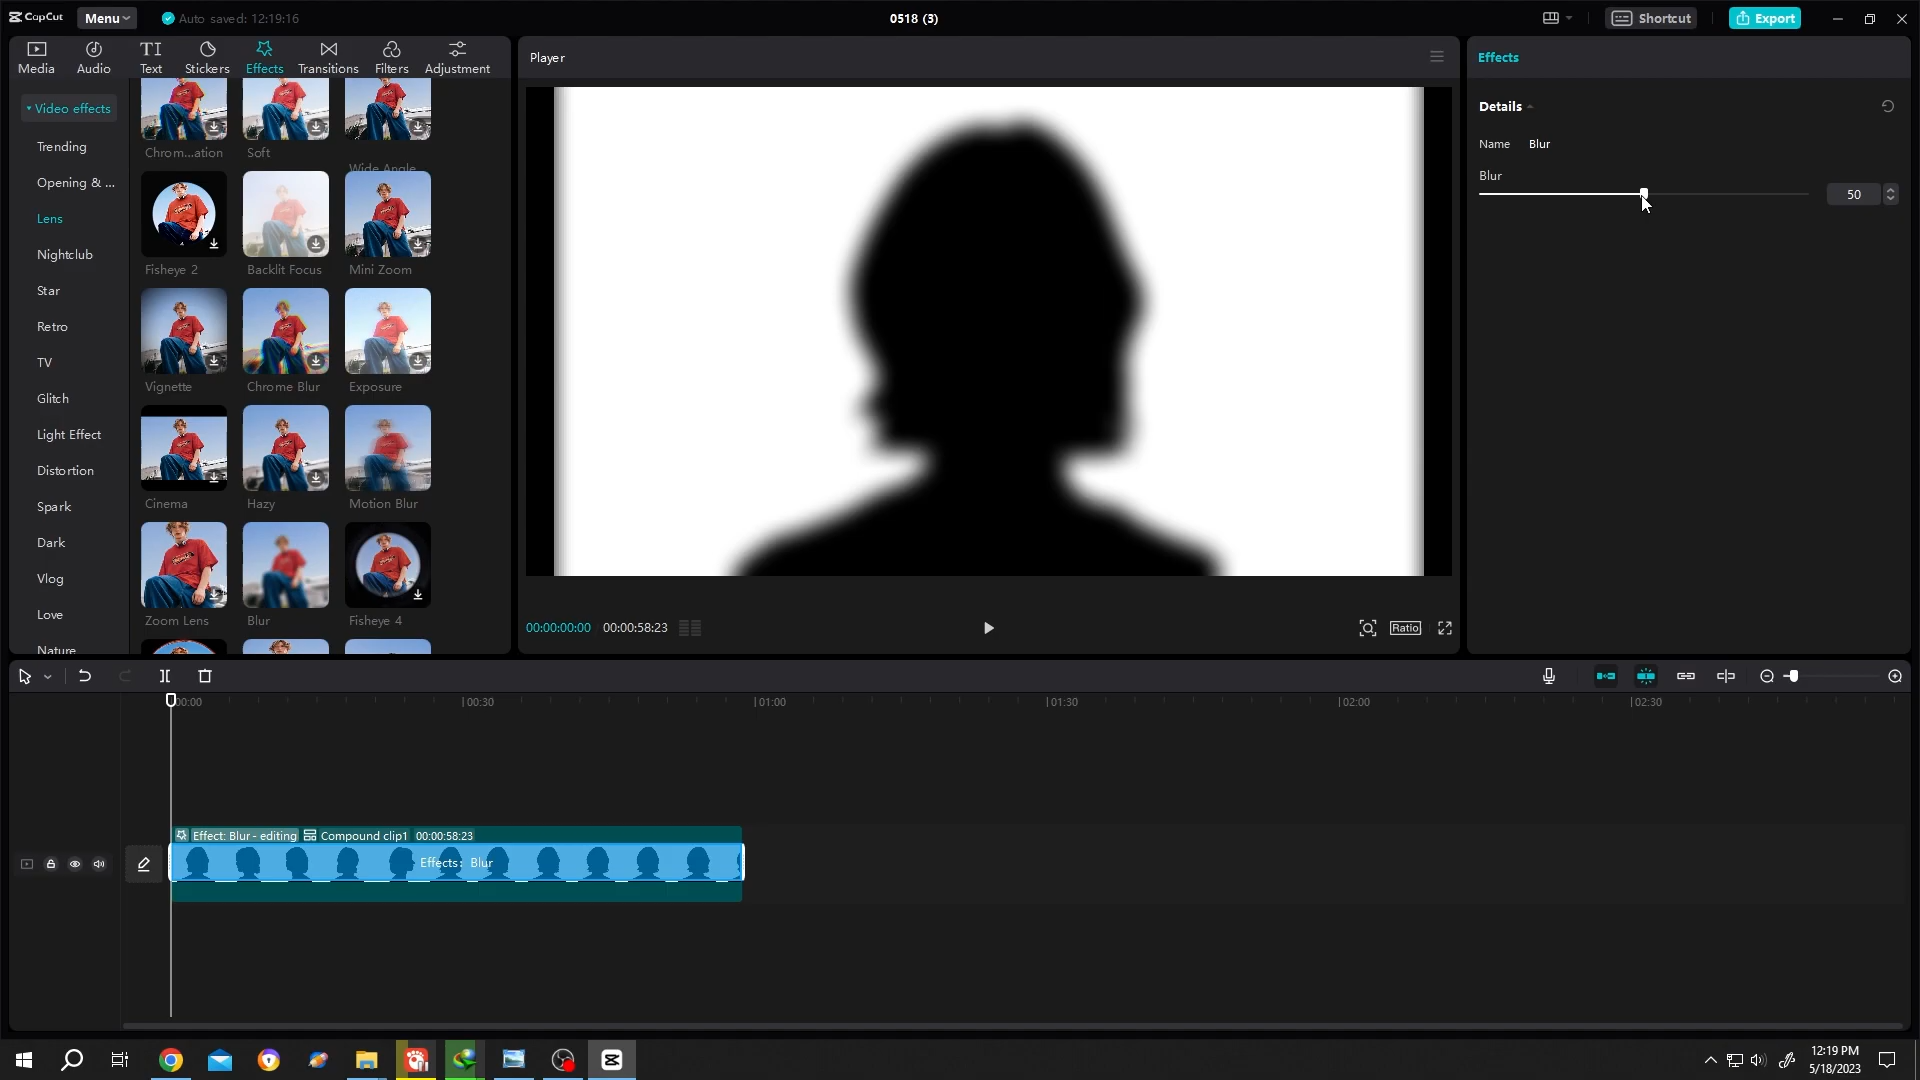 CapCut
Menu
Auto saved: 12:19:16
0518 (3)
Shortcut
Export
Media
Audio
TI
Text
Stickers
Effects
Transitions
Filters
Adjustment
Player
Effects
Video effects
Trending
Opening & ...
Lens
Nightclub
Star
Retro
TV
Glitch
Light Effect
Distortion
Spark
Dark
Vlog
Love
Nature
Chrom...ation
Soft
Wide Angle
Fisheye 2
Backlit Focus
Mini Zoom
Vignette
Chrome Blur
Exposure
Cinema
Hazy
Motion Blur
Zoom Lens
Blur
Fisheye 4
00:00:00:00
00:00:58:23
Ratio
Details
Name Blur
Blur
50
00:00
00:30
01:00
01:30
02:00
02:30
Effect: Blur - editing
Compound clip1
00:00:58:23
Effects: Blur
12:19 PM
5/18/2023